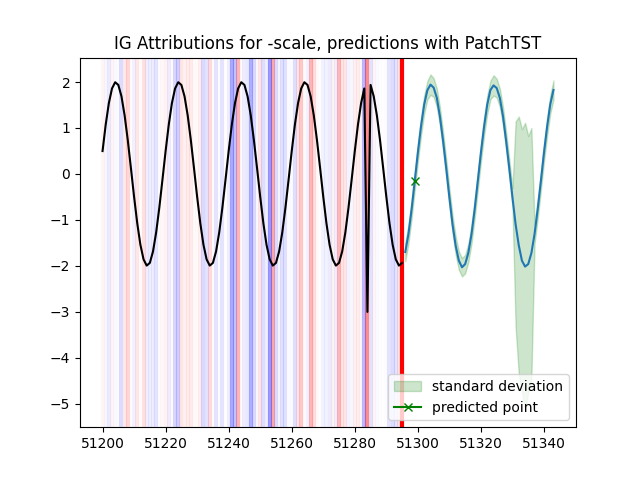 IG Attributions for -scale, predictions with PatchTST
2
1
0
−1
−2
−3
−4
−5
standard deviation
predicted point
51200 51220 51240 51260 51280 51300 51320 51340